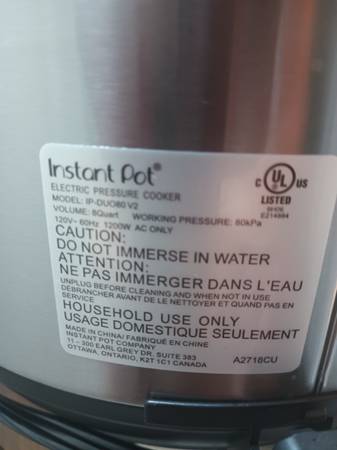 Instant Pot®
ELECTRIC PRESSURE COOKER
MODEL: IP-DUO80 V2
VOLUME: 8Quart WORKING PRESSURE: 80kPa
120V~ 60Hz 1200W AC ONLY
C UL US
LISTED
E214884
CAUTION:
DO NOT IMMERSE IN WATER
ATTENTION:
NE PAS IMMERGER DANS L'EAU
UNPLUG BEFORE CLEANING AND WHEN NOT IN USE
DEBRANCHER AVANT DE LE NETTOYER ET QUAND PAS EN
SERVICE
HOUSEHOLD USE ONLY
USAGE DOMESTIQUE SEULEMENT
MADE IN CHINA/ FABRIQUÉ EN CHINE
INSTANT POT COMPANY
11 – 300 EARL GREY DR. SUITE 383
OTTAWA, ONTARIO, K2T 1C1 CANADA
A2718CU